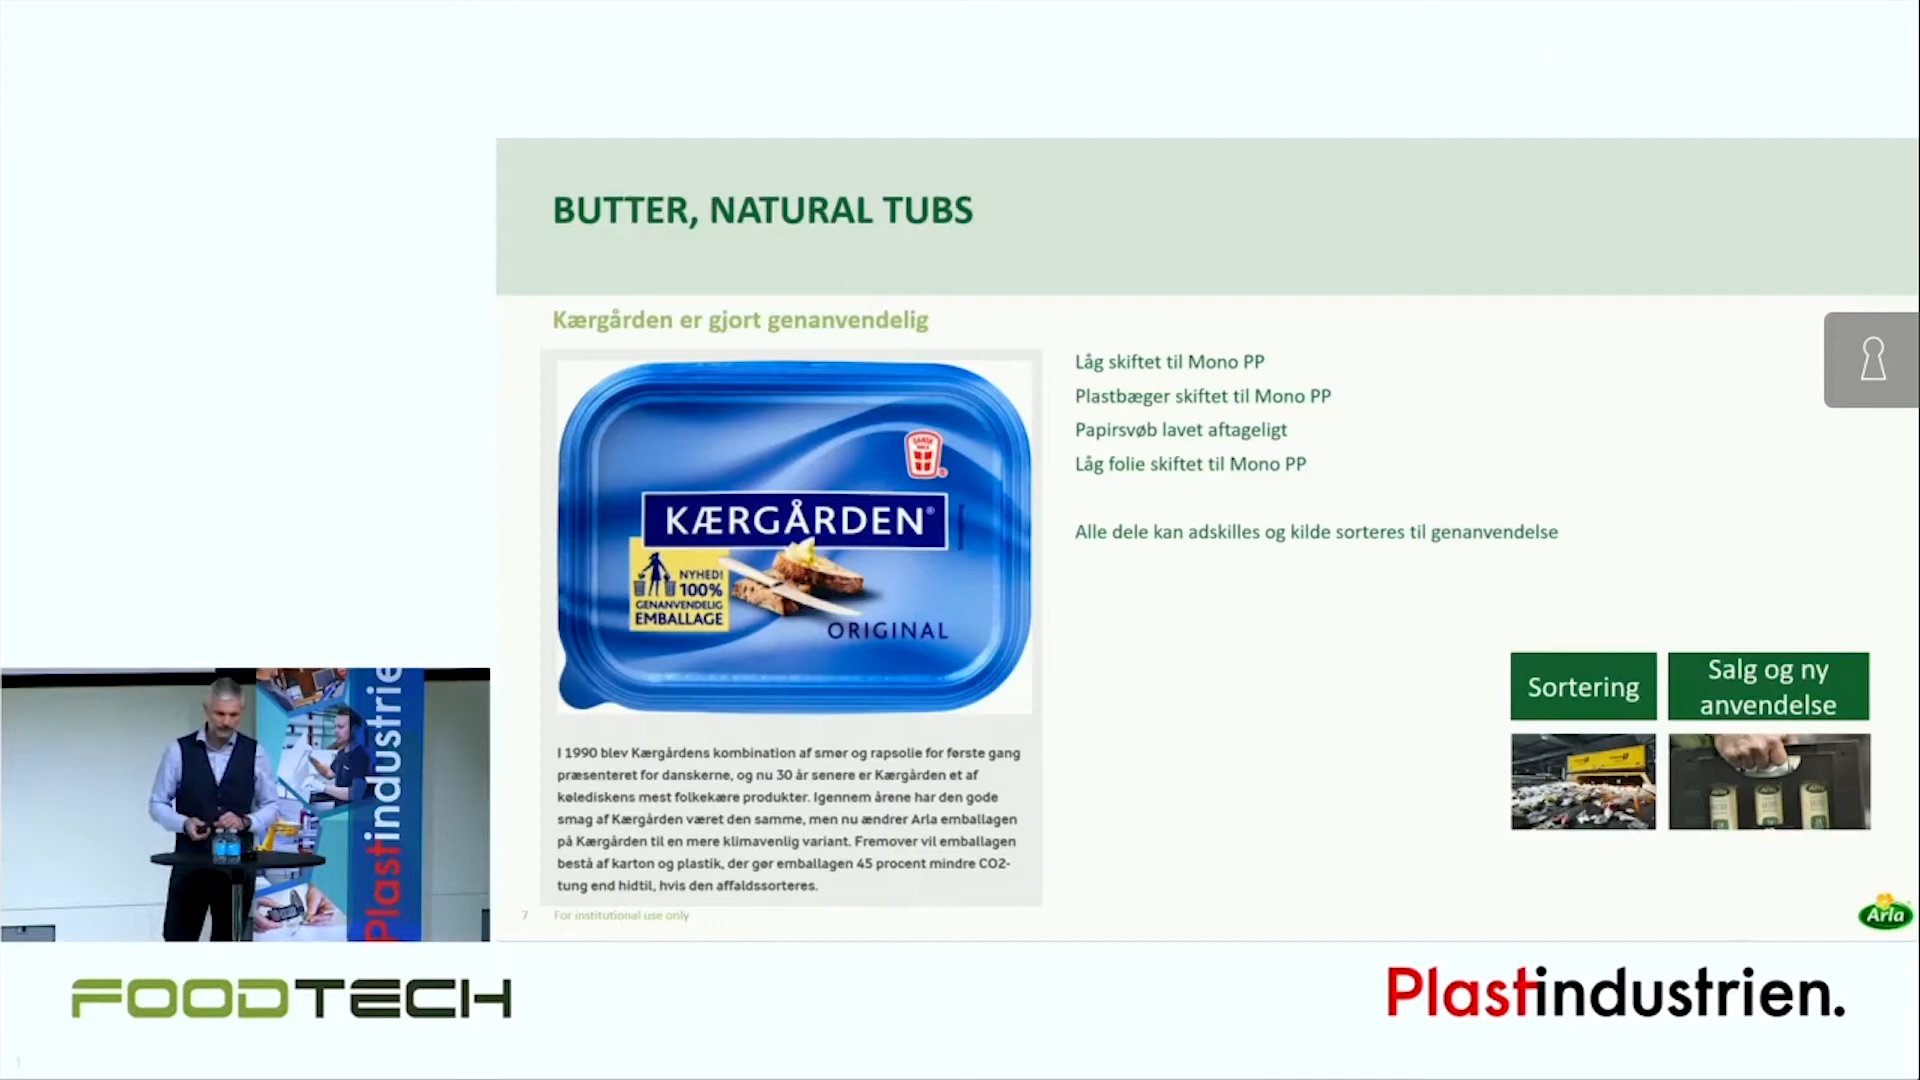 BUTTER, NATURAL TUBS
Kærgården er gjort genanvendelig
DANSK
KÆRGÅRDEN®
NYHED!
100%
GENANVENDELIG
EMBALLAGE
ORIGINAL
Låg skiftet til Mono PP
Plastbæger skiftet til Mono PP
Papirsvøb lavet aftageligt
Låg folie skiftet til Mono PP
Alle dele kan adskilles og kilde sorteres til genanvendelse
Sortering
Salg og ny
anvendelse
I 1990 blev Kærgårdens kombination af smør og rapsolie for første gang
præsenteret for danskerne, og nu 30 år senere er Kærgården et af
kølediskens mest folkekære produkter. Igennem årene har den gode
smag af Kærgården været den samme, men nu ændrer Arla emballagen
på Kærgården til en mere klimavenlig variant. Fremover vil emballagen
bestå af karton og plastik, der gør emballagen 45 procent mindre CO2-
tung end hidtil, hvis den affaldssorteres.
7 For institutional use only
Arla
Plastindustrie
FOODTECH
Plastindustrien.
1